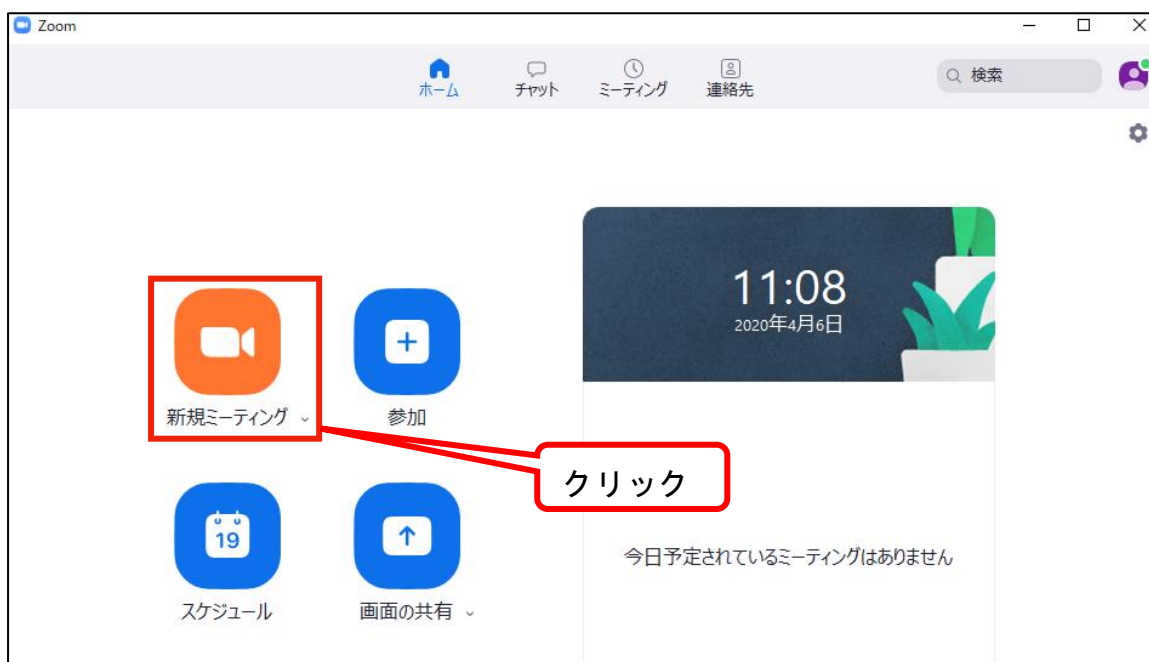 Zoom
ホーム
チャット
ミーティング
連絡先
検索
11:08
2020年4月6日
新規ミーティング
参加
クリック
19
スケジュール
画面の共有
今日予定されているミーティングはありません